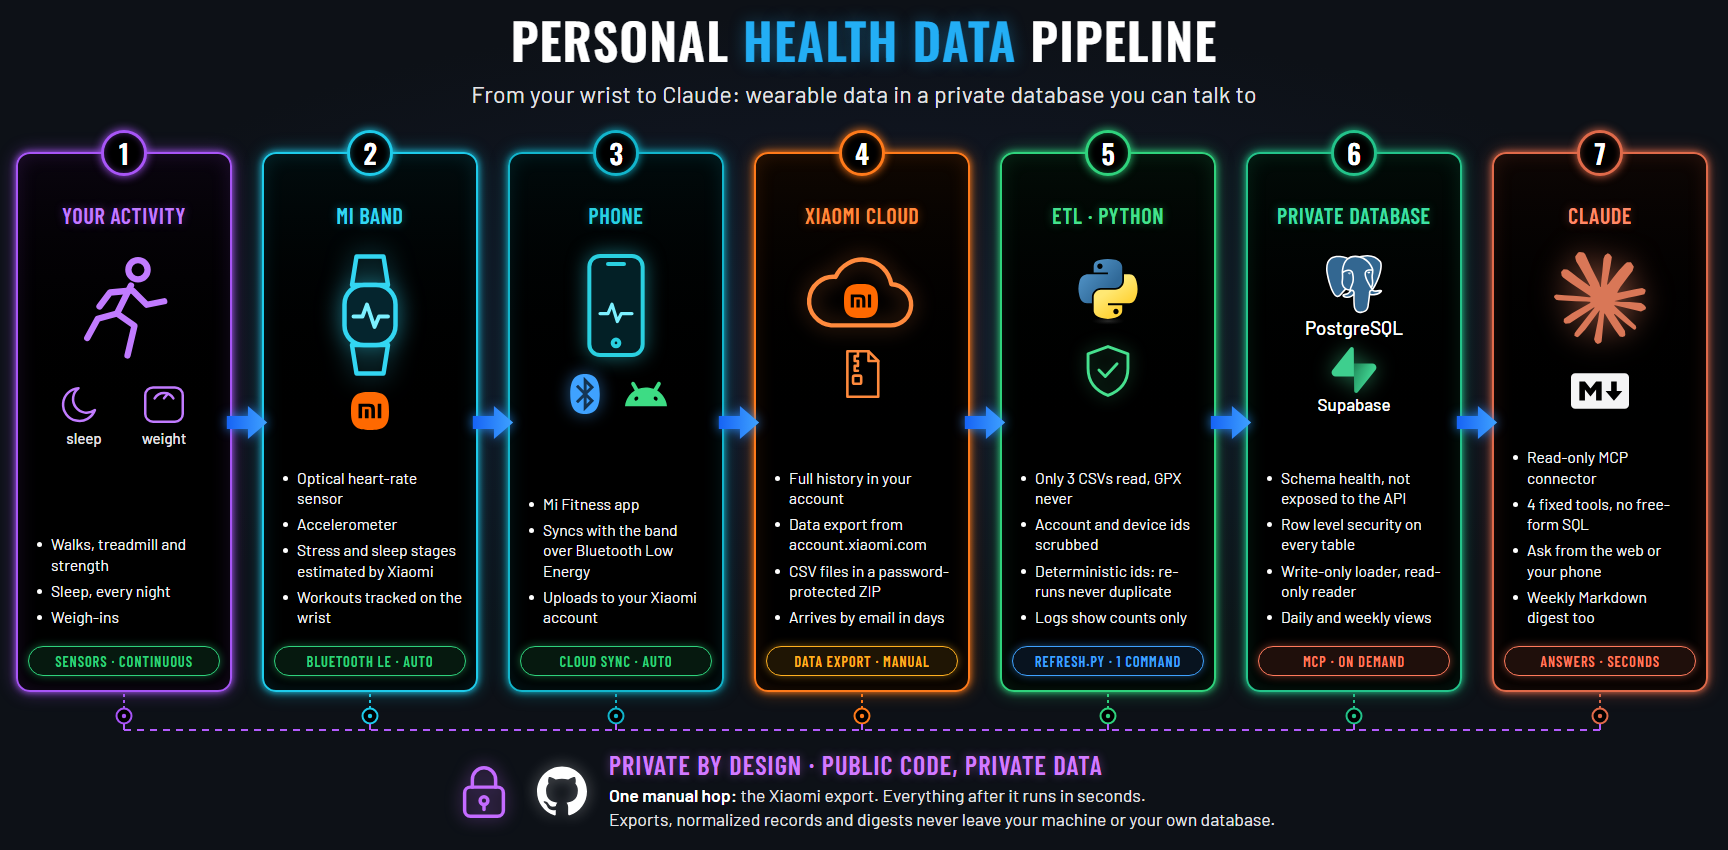 PERSONAL HEALTH DATA PIPELINE
From your wrist to Claude: wearable data in a private database you can talk to
1
YOUR ACTIVITY
sleep
weight
Walks, treadmill and
strength
Sleep, every night
Weigh-ins
SENSORS · CONTINUOUS
2
MI BAND
mi
Optical heart-rate
sensor
Accelerometer
Stress and sleep stages
estimated by Xiaomi
Workouts tracked on the
wrist
BLUETOOTH LE · AUTO
3
PHONE
Mi Fitness app
Syncs with the band
over Bluetooth Low
Energy
Uploads to your Xiaomi
account
CLOUD SYNC · AUTO
4
XIAOMI CLOUD
mi
Full history in your
account
Data export from
account.xiaomi.com
CSV files in a password-
protected ZIP
Arrives by email in days
DATA EXPORT · MANUAL
5
ETL · PYTHON
Only 3 CSVs read, GPX
never
Account and device ids
scrubbed
Deterministic ids: re-
runs never duplicate
Logs show counts only
REFRESH.PY · 1 COMMAND
6
PRIVATE DATABASE
PostgreSQL
Supabase
Schema health, not
exposed to the API
Row level security on
every table
Write-only loader, read-
only reader
Daily and weekly views
MCP · ON DEMAND
7
CLAUDE
M
Read-only MCP
connector
4 fixed tools, no free-
form SQL
Ask from the web or
your phone
Weekly Markdown
digest too
ANSWERS · SECONDS
PRIVATE BY DESIGN · PUBLIC CODE, PRIVATE DATA
One manual hop: the Xiaomi export. Everything after it runs in seconds.
Exports, normalized records and digests never leave your machine or your own database.